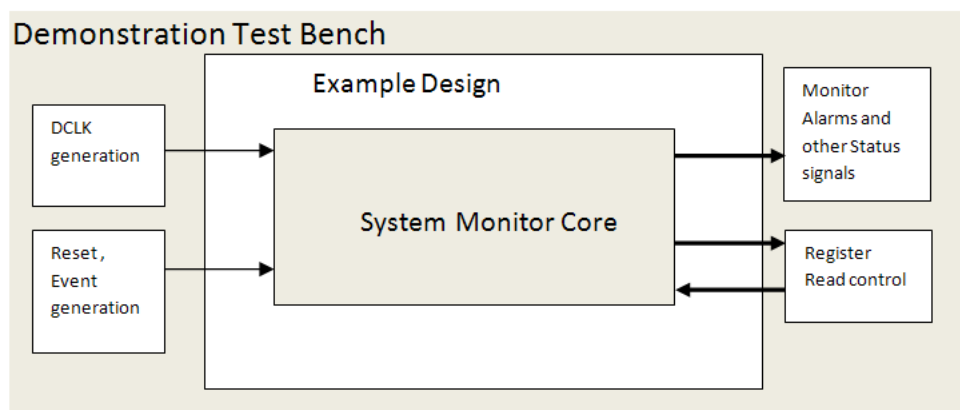 Demonstration Test Bench
Example Design
DCLK
generation
System Monitor Core
Reset ,
Event
generation
Monitor
Alarms and
other Status
signals
Register
Read control